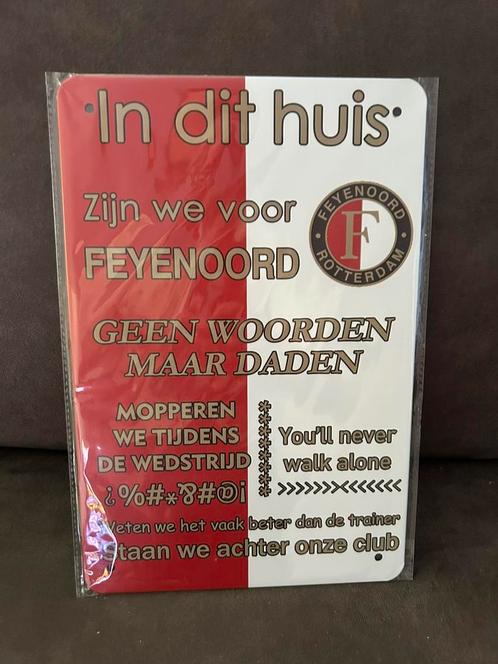 In dit huis
Zijn we voor
FEYENOORD
FEYENOORD
F
ROTTERDAM
GEEN WOORDEN
MAAR DADEN
MOPPEREN
WE TIJDENS
DE WEDSTRIJD
¿%#*&#@¡
You'll never
walk alone
Weten we het vaak beter dan de trainer
Staan we achter onze club